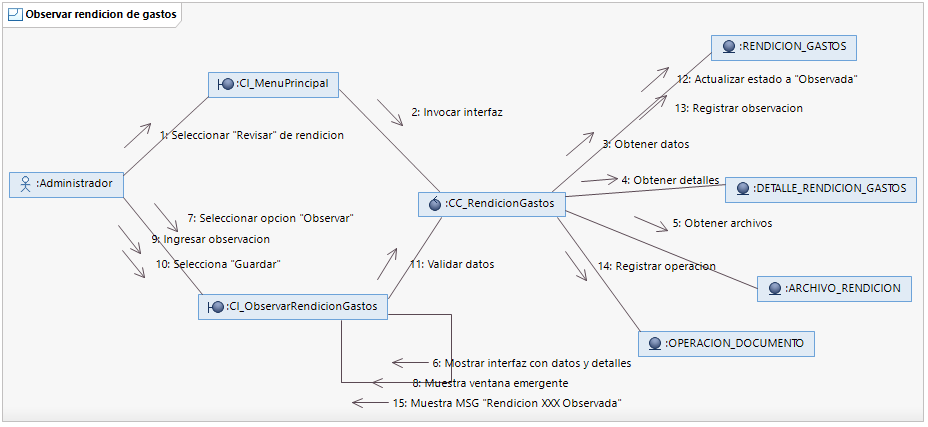 Observar rendicion de gastos
:RENDICION_GASTOS
12: Actualizar estado a "Observada"
:CI_MenuPrincipal
13: Registrar observacion
2: Invocar interfaz
1: Seleccionar "Revisar" de rendicion
3: Obtener datos
:Administrador
4: Obtener detalles
:DETALLE_RENDICION_GASTOS
:CC_RendicionGastos
7: Seleccionar opcion "Observar"
5: Obtener archivos
9: Ingresar observacion
10: Selecciona "Guardar"
11: Validar datos
14: Registrar operacion
:ARCHIVO_RENDICION
:CI_ObservarRendicionGastos
:OPERACION_DOCUMENTO
6: Mostrar interfaz con datos y detalles
8: Muestra ventana emergente
15: Muestra MSG "Rendicion XXX Observada"